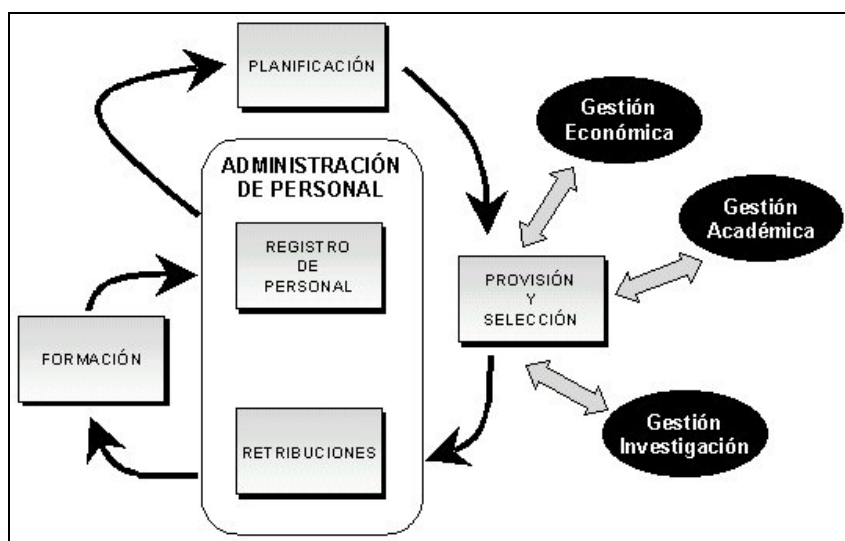 PLANIFICACIÓN
Gestión
Económica
ADMINISTRACIÓN
DE PERSONAL
Gestión
Académica
REGISTRO
DE
PERSONAL
PROVISIÓN
Y
SELECCIÓN
FORMACIÓN
RETRIBUCIONES
Gestión
Investigación